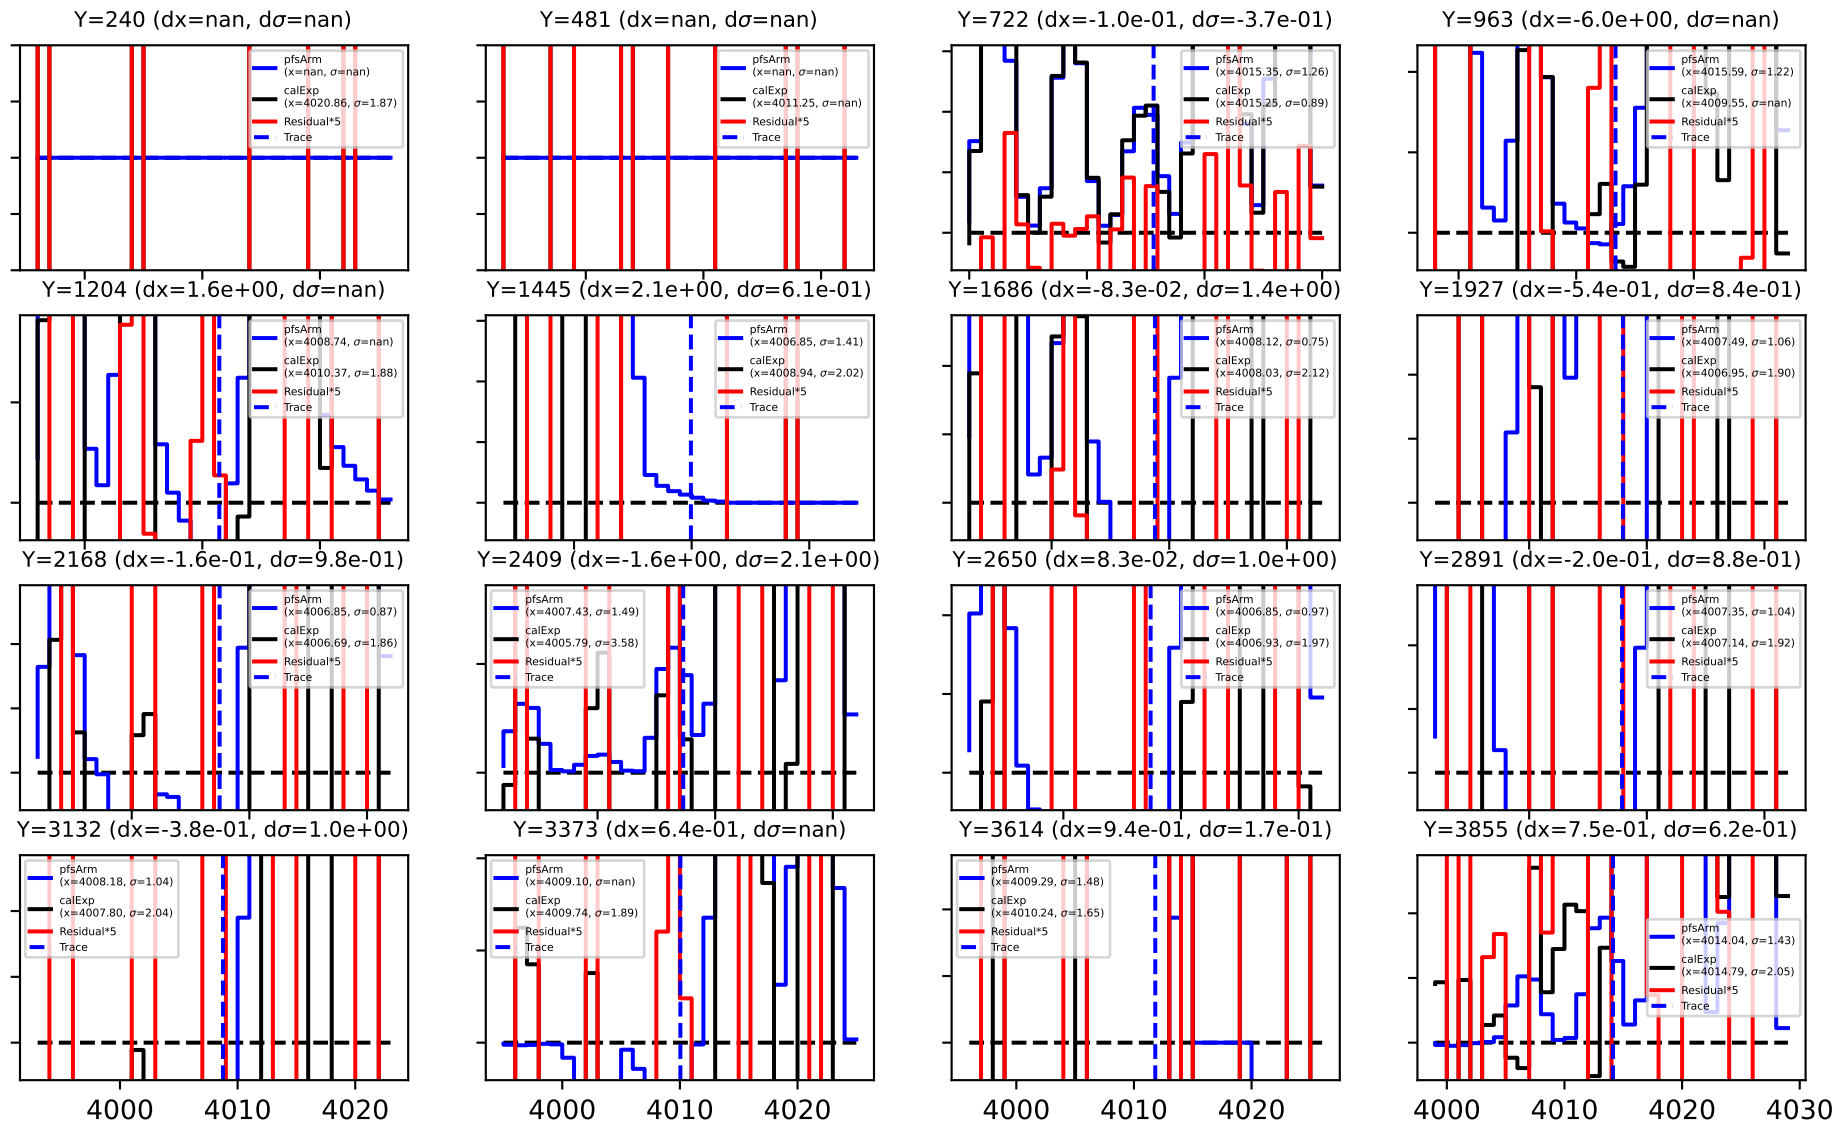 Y=240 (dx=nan, dσ=nan)
pfsArm
(x=nan, σ=nan)
calExp
(x=4020.86, σ=1.87)
Residual*5
Trace
Y=481 (dx=nan, dσ=nan)
pfsArm
(x=nan, σ=nan)
calExp
(x=4011.25, σ=nan)
Residual*5
Trace
Y=722 (dx=-1.0e-01, dσ=-3.7e-01)
pfsArm
(x=4015.35, σ=1.26)
calExp
(x=4015.25, σ=0.89)
Residual*5
Trace
Y=963 (dx=-6.0e+00, dσ=nan)
pfsArm
(x=4015.59, σ=1.22)
calExp
(x=4009.55, σ=nan)
Residual*5
Trace
Y=1204 (dx=1.6e+00, dσ=nan)
pfsArm
(x=4008.74, σ=nan)
calExp
(x=4010.37, σ=1.88)
Residual*5
Trace
Y=1445 (dx=2.1e+00, dσ=6.1e-01)
pfsArm
(x=4006.85, σ=1.41)
calExp
(x=4008.94, σ=2.02)
Residual*5
Trace
Y=1686 (dx=-8.3e-02, dσ=1.4e+00)
pfsArm
(x=4008.12, σ=0.75)
calExp
(x=4008.03, σ=2.12)
Residual*5
Trace
Y=1927 (dx=-5.4e-01, dσ=8.4e-01)
pfsArm
(x=4007.49, σ=1.06)
calExp
(x=4006.95, σ=1.90)
Residual*5
Trace
Y=2168 (dx=-1.6e-01, dσ=9.8e-01)
pfsArm
(x=4006.85, σ=0.87)
calExp
(x=4006.69, σ=1.86)
Residual*5
Trace
Y=2409 (dx=-1.6e+00, dσ=2.1e+00)
pfsArm
(x=4007.43, σ=1.49)
calExp
(x=4005.79, σ=3.58)
Residual*5
Trace
Y=2650 (dx=8.3e-02, dσ=1.0e+00)
pfsArm
(x=4006.85, σ=0.97)
calExp
(x=4006.93, σ=1.97)
Residual*5
Trace
Y=2891 (dx=-2.0e-01, dσ=8.8e-01)
pfsArm
(x=4007.35, σ=1.04)
calExp
(x=4007.14, σ=1.92)
Residual*5
Trace
Y=3132 (dx=-3.8e-01, dσ=1.0e+00)
pfsArm
(x=4008.18, σ=1.04)
calExp
(x=4007.80, σ=2.04)
Residual*5
Trace
4000 4010 4020
Y=3373 (dx=6.4e-01, dσ=nan)
pfsArm
(x=4009.10, σ=nan)
calExp
(x=4009.74, σ=1.89)
Residual*5
Trace
4000 4010 4020
Y=3614 (dx=9.4e-01, dσ=1.7e-01)
pfsArm
(x=4009.29, σ=1.48)
calExp
(x=4010.24, σ=1.65)
Residual*5
Trace
4000 4010 4020
Y=3855 (dx=7.5e-01, dσ=6.2e-01)
pfsArm
(x=4014.04, σ=1.43)
calExp
(x=4014.79, σ=2.05)
Residual*5
Trace
4000 4010 4020 4030